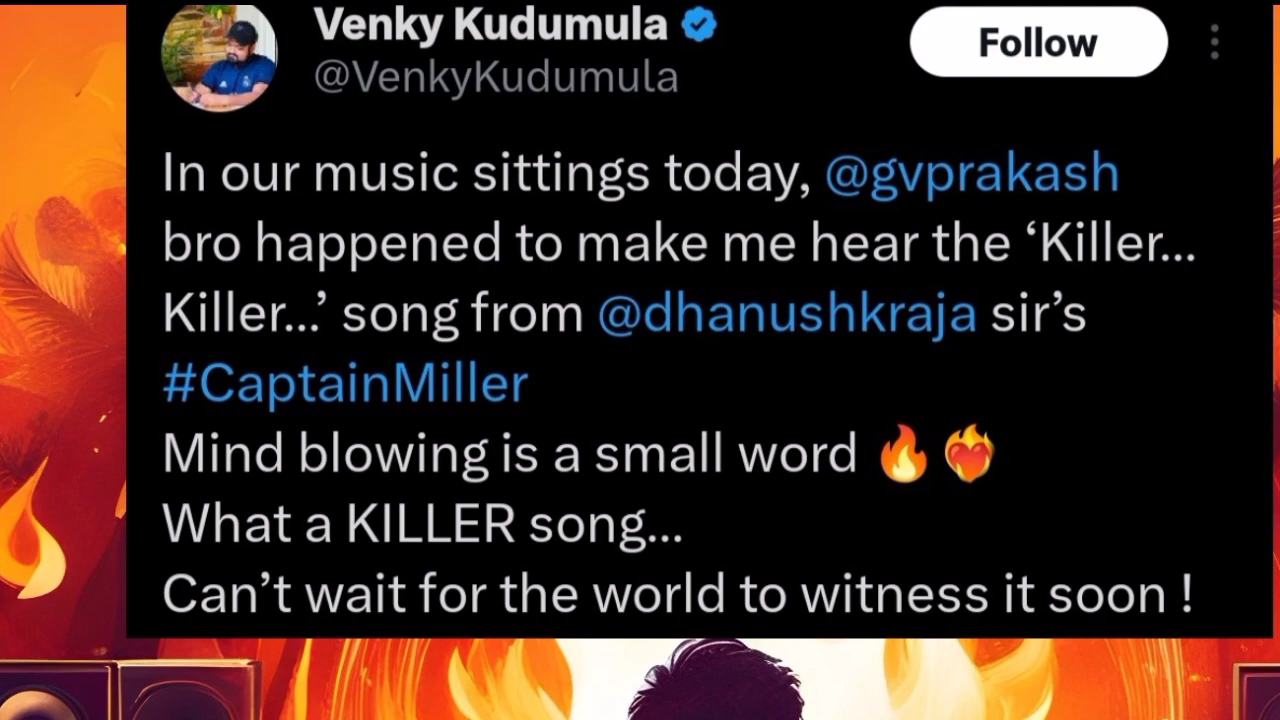 Venky Kudumula
Follow
@VenkyKudumula
In our music sittings today, @gvprakash
bro happened to make me hear the ‘Killer...
Killer...’ song from @dhanushkraja sir’s
#CaptainMiller
Mind blowing is a small word 🔥❤️‍🔥
What a KILLER song...
Can’t wait for the world to witness it soon !